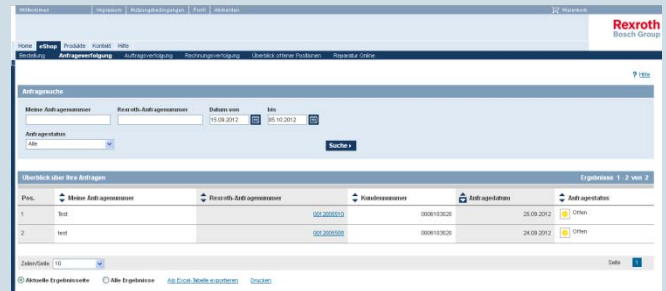 Willkommen Impressum Nutzungsbedingungen Profil Abmelden Warenkorb
Rexroth
Bosch Group
Home eShop Produkte Kontakt Hilfe
Bestellung Anfrageverfolgung Auftragsverfolgung Rechnungsverfolgung Überblick offener Positionen Reparatur Online
? Hilfe
Anfragesuche
Meine Anfragenummer Rexroth-Anfragenummer Datum von bis
15.09.2012 05.10.2012
Anfragestatus
Alle Suche
Überblick über Ihre Anfragen Ergebnisse 1 - 2 von 2
Pos. Meine Anfragenummer Rexroth-Anfragenummer Kundennummer Anfragedatum Anfragestatus
1 Test 0006103020 25.09.2012 Offen
2 test 0006103020 24.09.2012 Offen
Zeilen/Seite 10 Seite 1
Aktuelle Ergebnisseite Alle Ergebnisse Als Excel-Tabelle exportieren Drucken